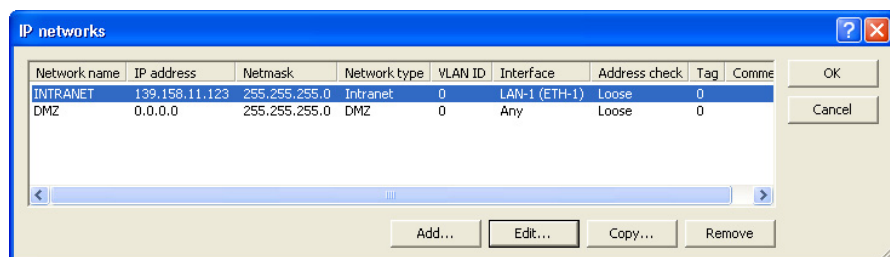 IP networks
Network name IP address Netmask Network type VLAN ID Interface Address check Tag Comme
INTRANET 139.158.11.123 255.255.255.0 Intranet 0 LAN-1 (ETH-1) Loose 0
DMZ 0.0.0.0 255.255.255.0 DMZ 0 Any Loose 0
OK
Cancel
Add... Edit... Copy... Remove